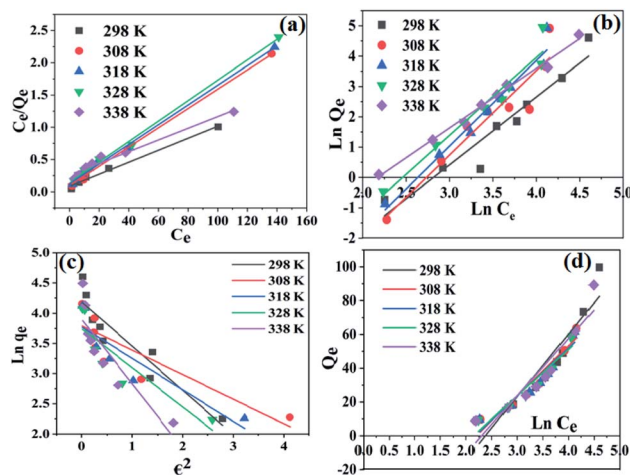 (a)
298 K
308 K
318 K
328 K
338 K
Ce/Qe
2.5
2.0
1.5
1.0
0.5
0.0
0 20 40 60 80 100 120 140 160
Ce
(b)
298 K
308 K
318 K
328 K
338 K
Ln Qe
5
4
3
2
1
0
-1
-2
2.0 2.5 3.0 3.5 4.0 4.5 5.0
Ln Ce
(c)
298 K
308 K
318 K
328 K
338 K
Ln qe
5.0
4.5
4.0
3.5
3.0
2.5
2.0
0 1 2 3 4
ϵ²
(d)
298 K
308 K
318 K
328 K
338 K
Qe
100
80
60
40
20
0
-20
Ln Ce
0.0 0.5 1.0 1.5 2.0 2.5 3.0 3.5 4.0 4.5 5.0